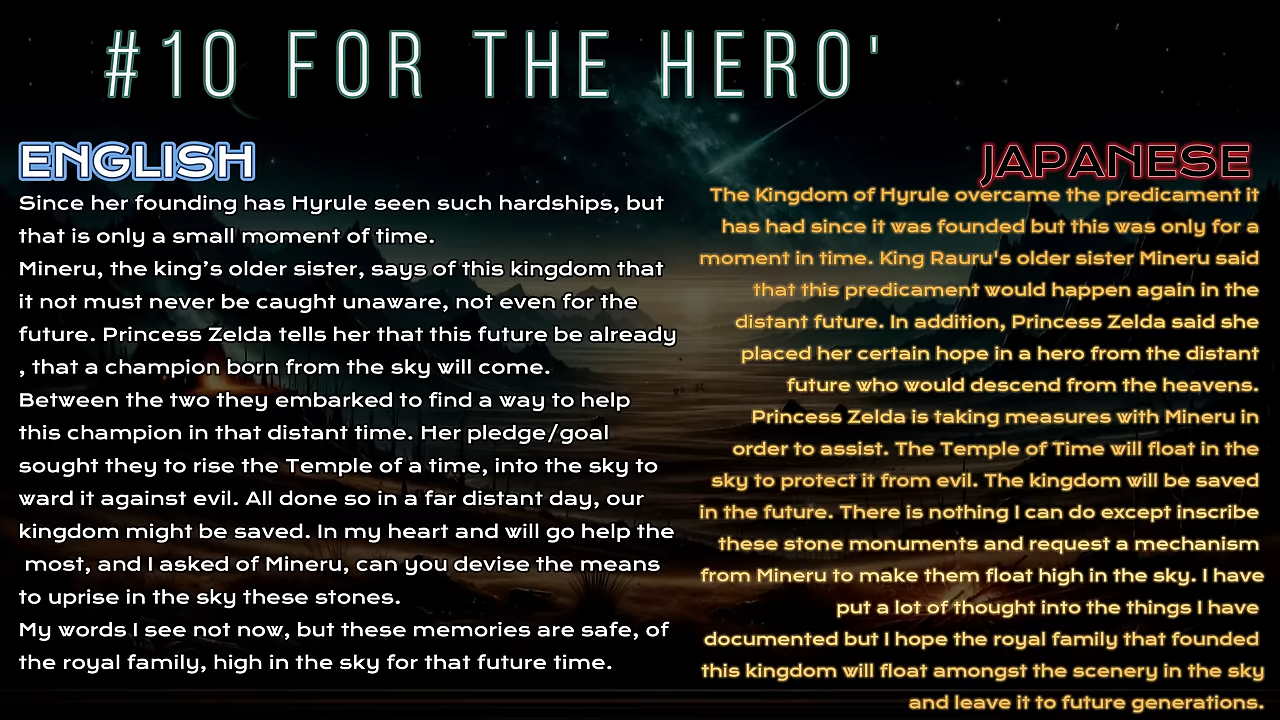 #10 FOR THE HERO'
ENGLISH
Since her founding has Hyrule seen such hardships, but
that is only a small moment of time.
Mineru, the king's older sister, says of this kingdom that
it not must never be caught unaware, not even for the
future. Princess Zelda tells her that this future be already
, that a champion born from the sky will come.
Between the two they embarked to find a way to help
this champion in that distant time. Her pledge/goal
sought they to rise the Temple of a time, into the sky to
ward it against evil. All done so in a far distant day, our
kingdom might be saved. In my heart and will go help the
most, and I asked of Mineru, can you devise the means
to uprise in the sky these stones.
My words I see not now, but these memories are safe, of
the royal family, high in the sky for that future time.
JAPANESE
The Kingdom of Hyrule overcame the predicament it
has had since it was founded but this was only for a
moment in time. King Rauru's older sister Mineru said
that this predicament would happen again in the
distant future. In addition, Princess Zelda said she
placed her certain hope in a hero from the distant
future who would descend from the heavens.
Princess Zelda is taking measures with Mineru in
order to assist. The Temple of Time will float in the
sky to protect it from evil. The kingdom will be saved
in the future. There is nothing I can do except inscribe
these stone monuments and request a mechanism
from Mineru to make them float high in the sky. I have
put a lot of thought into the things I have
documented but I hope the royal family that founded
this kingdom will float amongst the scenery in the sky
and leave it to future generations.